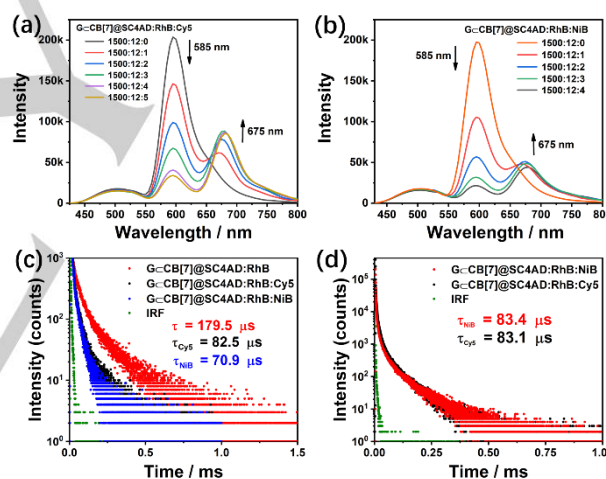 (a)
G⊂CB[7]@SC4AD:RhB:Cy5
200k
150k
100k
50k
0
Intensity
1500:12:0
1500:12:1
1500:12:2
1500:12:3
1500:12:4
1500:12:5
585 nm
675 nm
450 500 550 600 650 700 750 800
Wavelength / nm
(b)
G⊂CB[7]@SC4AD:RhB:NiB
200k
150k
100k
50k
0
Intensity
585 nm
1500:12:0
1500:12:1
1500:12:2
1500:12:3
1500:12:4
675 nm
450 500 550 600 650 700 750 800
Wavelength / nm
(c)
10³
10²
10¹
10⁰
Intensity (counts)
G⊂CB[7]@SC4AD:RhB
G⊂CB[7]@SC4AD:RhB:Cy5
G⊂CB[7]@SC4AD:RhB:NiB
IRF
τ = 179.5 μs
τCy5 = 82.5 μs
τNiB = 70.9 μs
0.0 0.5 1.0 1.5
Time / ms
(d)
10⁵
10⁴
10³
10²
10¹
10⁰
Intensity (counts)
G⊂CB[7]@SC4AD:RhB:NiB
G⊂CB[7]@SC4AD:RhB:Cy5
IRF
τNiB = 83.4 μs
τCy5 = 83.1 μs
0.00 0.25 0.50 0.75 1.00
Time / ms